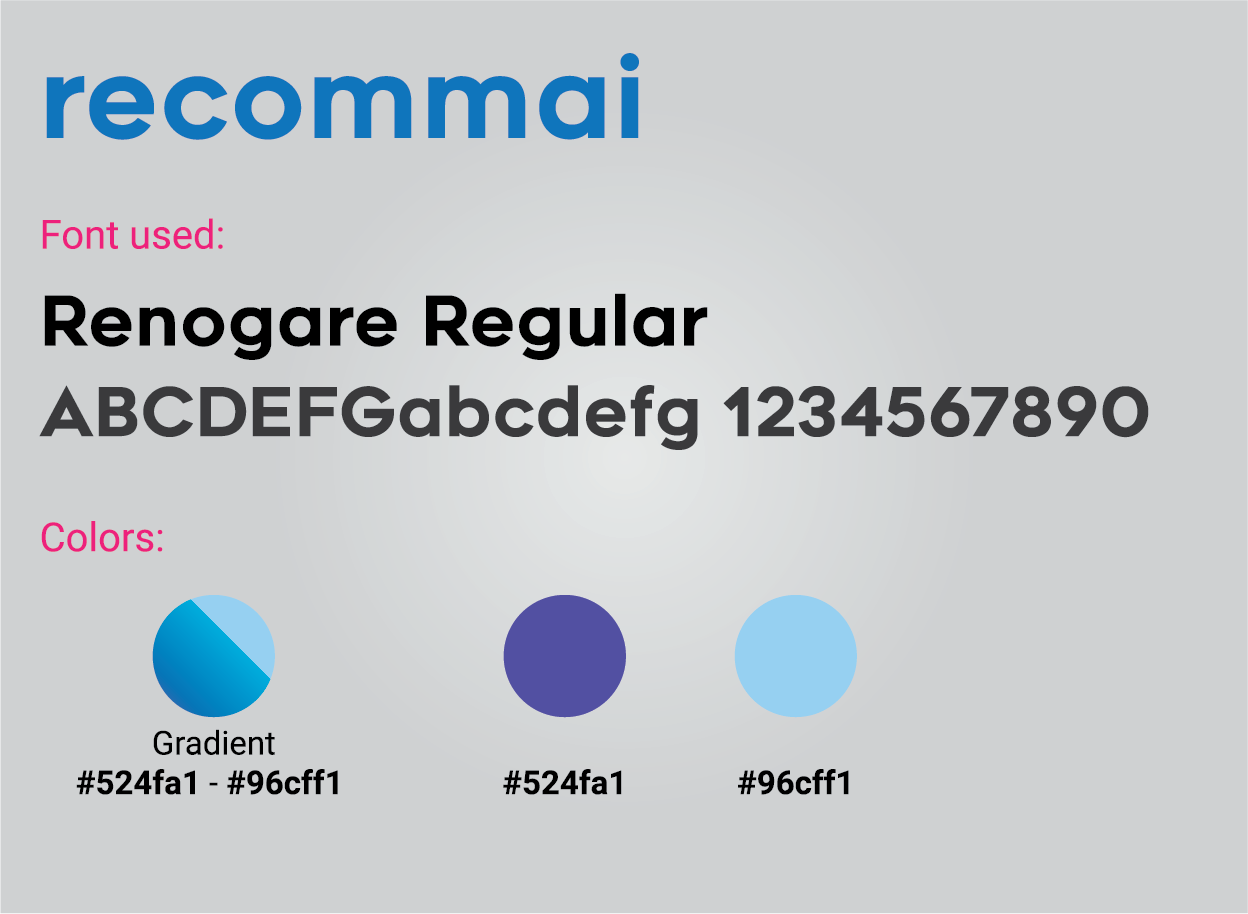 recommai
Font used:
Renogare Regular
ABCDEFGabcdefg 1234567890
Colors:
Gradient
#524fa1 - #96cff1
#524fa1
#96cff1